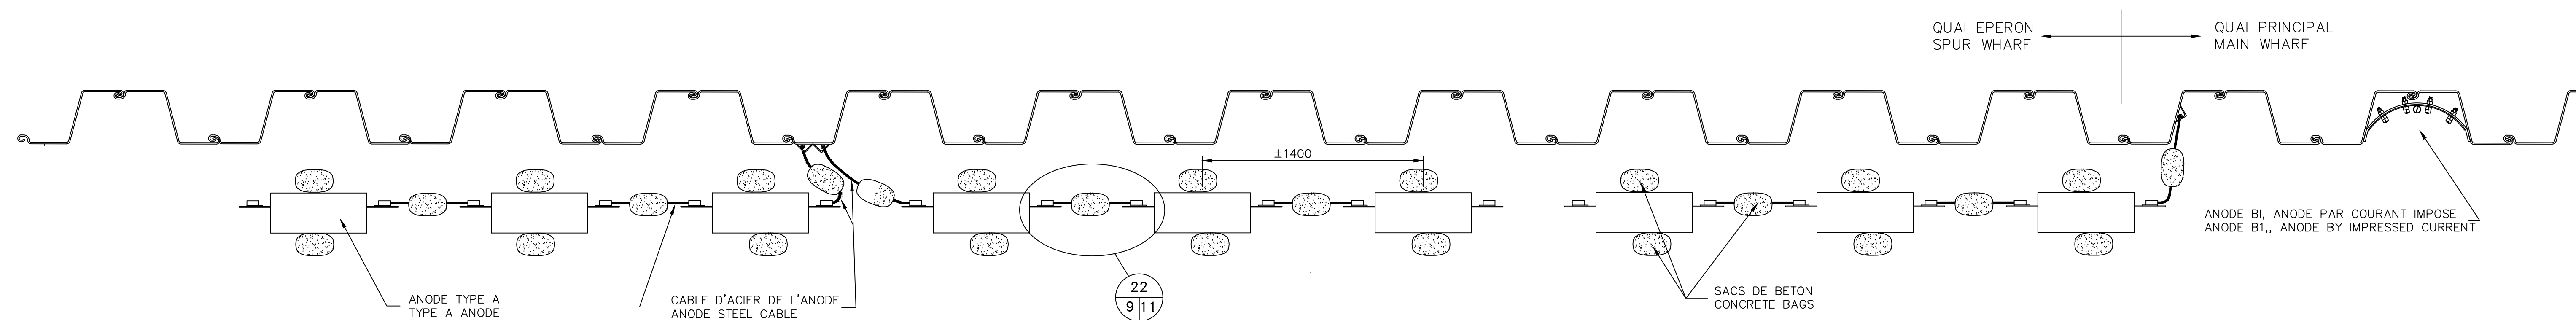 QUAI EPERON
SPUR WHARF
QUAI PRINCIPAL
MAIN WHARF
±1400
ANODE BI, ANODE PAR COURANT IMPOSE
ANODE B1,, ANODE BY IMPRESSED CURRENT
22
9 11
SACS DE BETON
CONCRETE BAGS
ANODE TYPE A
TYPE A ANODE
CABLE D'ACIER DE L'ANODE
ANODE STEEL CABLE